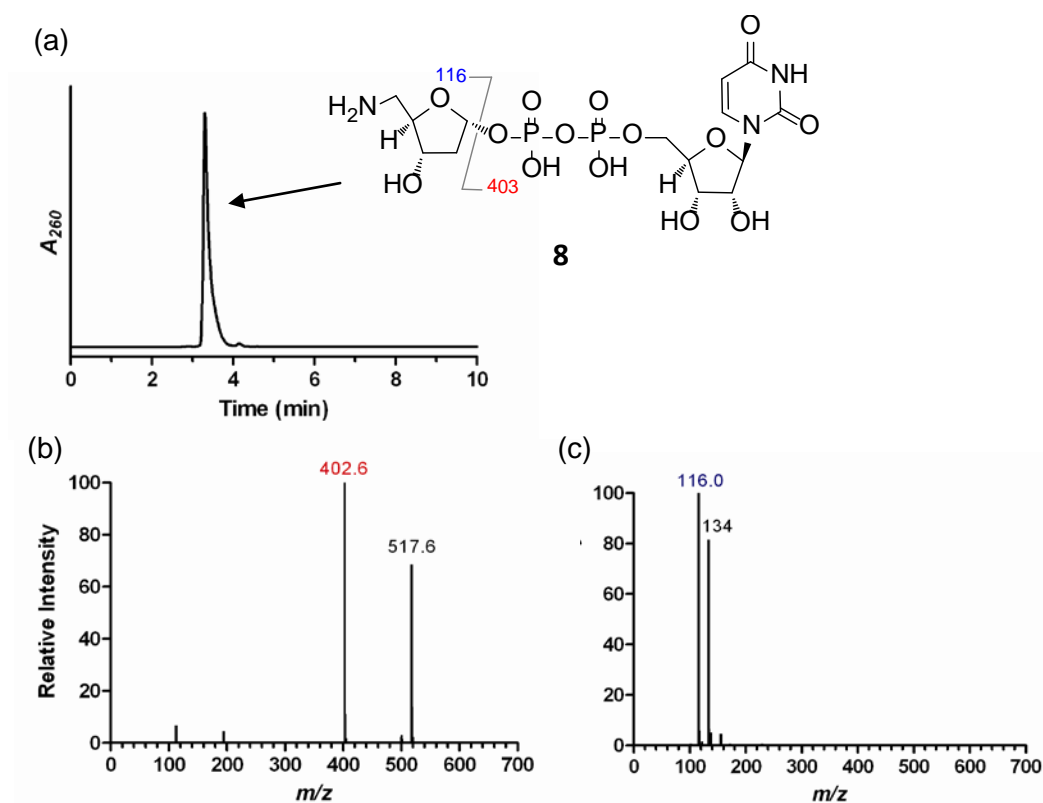 (a)
A260
0 2 4 6 8 10
Time (min)
116
403
H2N
O
H
HO
O
O
P
OH
O
O
P
OH
O
O
H
HO
OH
N
O
NH
O
8
(b)
Relative Intensity
100
80
60
40
20
0
402.6
517.6
0 100 200 300 400 500 600 700
m/z
(c)
100
80
60
40
20
0
116.0
134
0 100 200 300 400 500 600 700
m/z